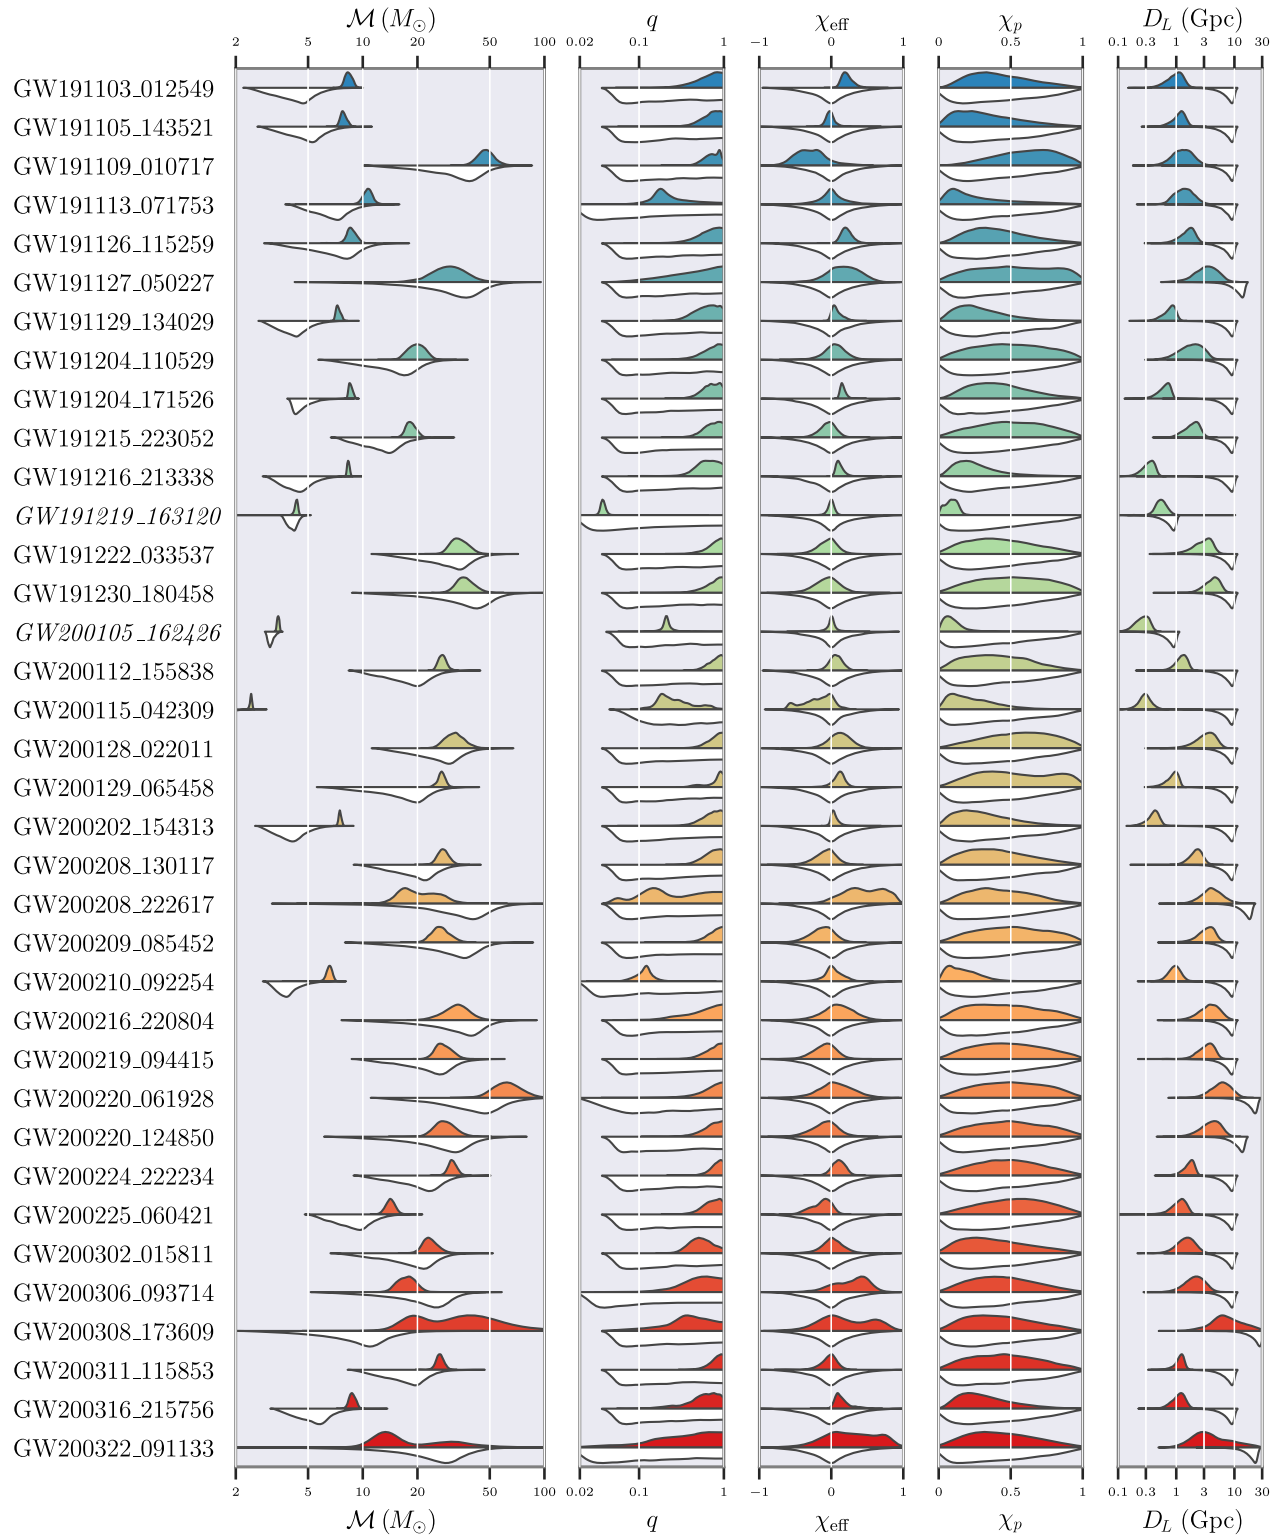 ℳ (M⊙) q χeff χp DL (Gpc)
2 5 10 20 50 100 0.02 0.1 1 −1 0 1 0 0.5 1 0.1 0.3 1 3 10 30
GW191103_012549
GW191105_143521
GW191109_010717
GW191113_071753
GW191126_115259
GW191127_050227
GW191129_134029
GW191204_110529
GW191204_171526
GW191215_223052
GW191216_213338
GW191219_163120
GW191222_033537
GW191230_180458
GW200105_162426
GW200112_155838
GW200115_042309
GW200128_022011
GW200129_065458
GW200202_154313
GW200208_130117
GW200208_222617
GW200209_085452
GW200210_092254
GW200216_220804
GW200219_094415
GW200220_061928
GW200220_124850
GW200224_222234
GW200225_060421
GW200302_015811
GW200306_093714
GW200308_173609
GW200311_115853
GW200316_215756
GW200322_091133
2 5 10 20 50 100 0.02 0.1 1 −1 0 1 0 0.5 1 0.1 0.3 1 3 10 30
ℳ (M⊙) q χeff χp DL (Gpc)